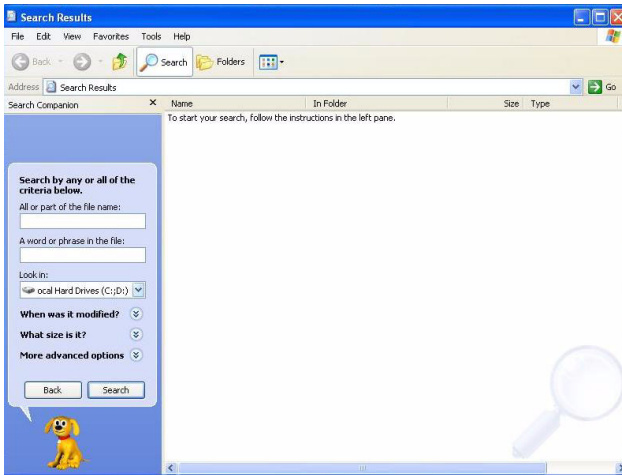 Search Results
File Edit View Favorites Tools Help
Back Search Folders
Address Search Results Go
Search Companion × Name In Folder Size Type
To start your search, follow the instructions in the left pane.
Search by any or all of the
criteria below.
All or part of the file name:
A word or phrase in the file:
Look in:
ocal Hard Drives (C:;D:)
When was it modified?
What size is it?
More advanced options
Back Search